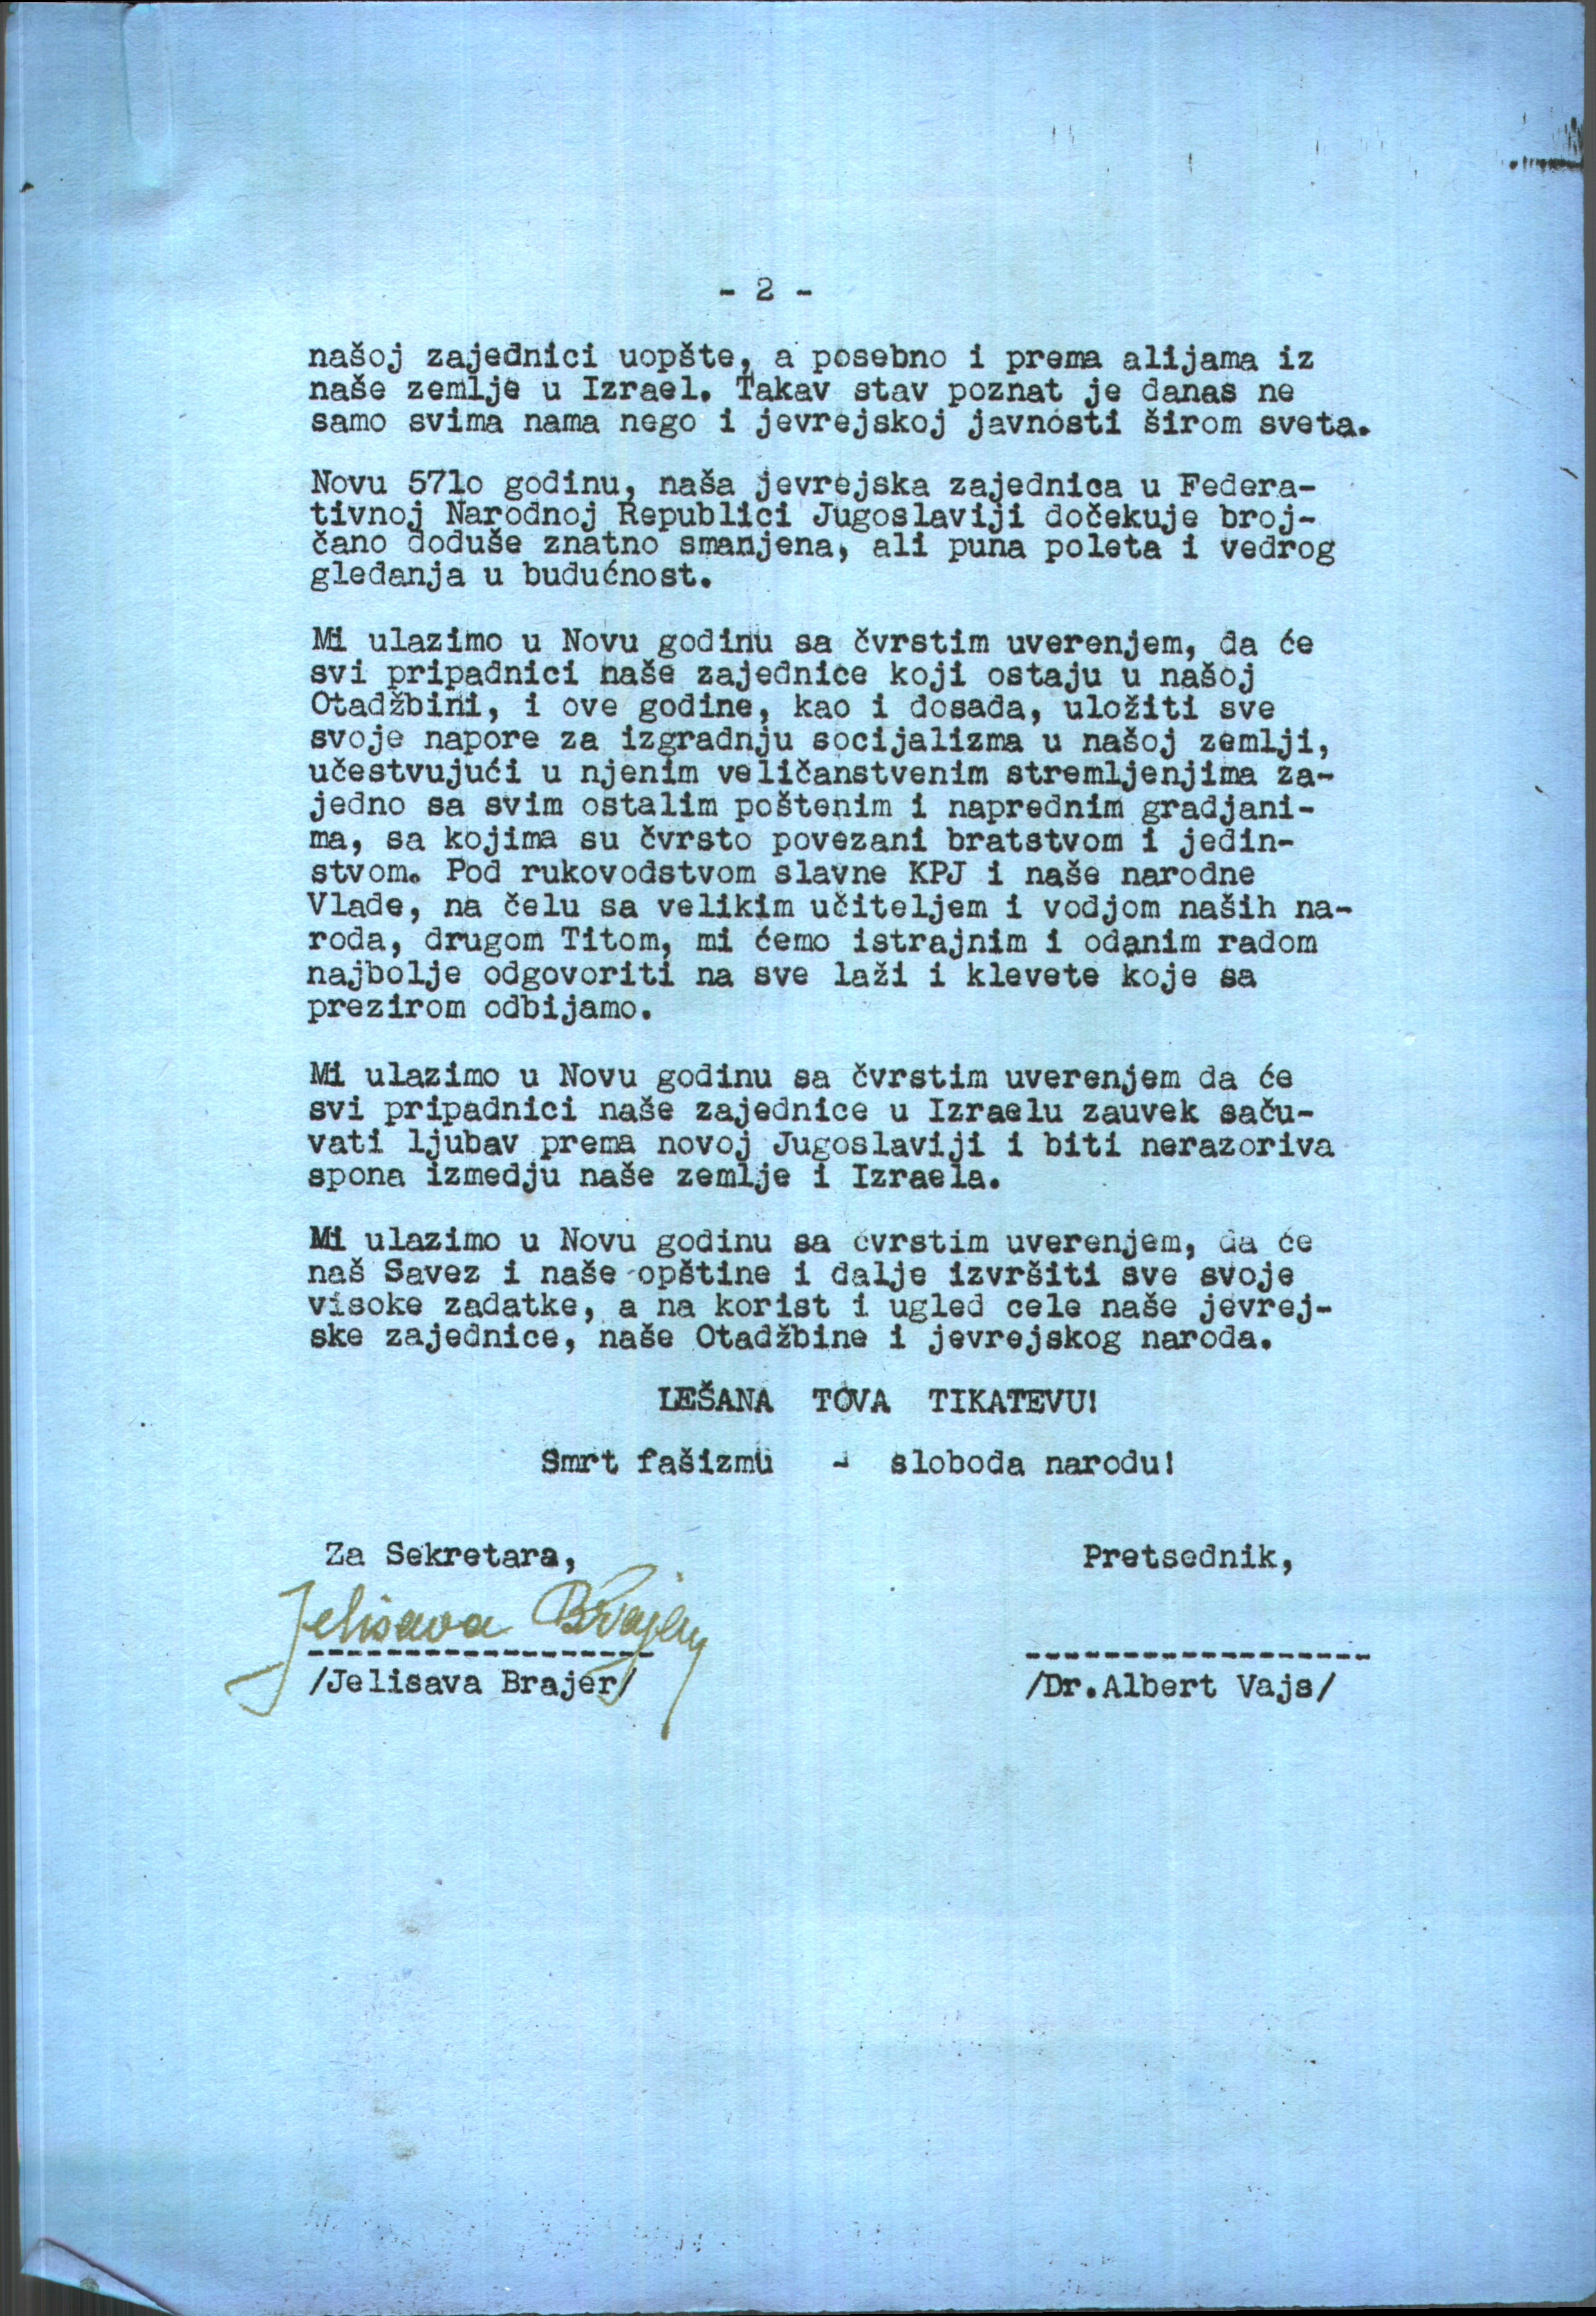 - 2 -
našoj zajednici uopšte, a posebno i prema alijama iz
naše zemlje u Izrael. Takav stav poznat je danas ne
samo svima nama nego i jevrejskoj javnosti širom sveta.
Novu 571o godinu, naša jevrejska zajednica u Federa-
tivnoj Narodnoj Republici Jugoslaviji dočekuje broj-
čano doduše znatno smanjena, ali puna poleta i vedrog
gledanja u budućnost.
Mi ulazimo u Novu godinu sa čvrstim uverenjem, da će
svi pripadnici naše zajednice koji ostaju u našoj
Otadžbini, i ove godine, kao i dosada, uložiti sve
svoje napore za izgradnju socijalizma u našoj zemlji,
učestvujući u njenim veličanstvenim stremljenjima za-
jedno sa svim ostalim poštenim i naprednim gradjani-
ma, sa kojima su čvrsto povezani bratstvom i jedin-
stvom. Pod rukovodstvom slavne KPJ i naše narodne
Vlade, na čelu sa velikim učiteljem i vodjom naših na-
roda, drugom Titom, mi ćemo istrajnim i odanim radom
najbolje odgovoriti na sve laži i klevete koje sa
prezirom odbijamo.
Mi ulazimo u Novu godinu sa čvrstim uverenjem da će
svi pripadnici naše zajednice u Izraelu zauvek saču-
vati ljubav prema novoj Jugoslaviji i biti nerazoriva
spona izmedju naše zemlje i Izraela.
Mi ulazimo u Novu godinu sa čvrstim uverenjem, da će
naš Savez i naše opštine i dalje izvršiti sve svoje
visoke zadatke, a na korist i ugled cele naše jevrej-
ske zajednice, naše Otadžbine i jevrejskog naroda.
LEŠANA TOVA TIKATEVU!
Smrt fašizmu - sloboda narodu!
Za Sekretara, Pretsednik,
Jelisava Brajer
/Jelisava Brajer/ /Dr.Albert Vajs/